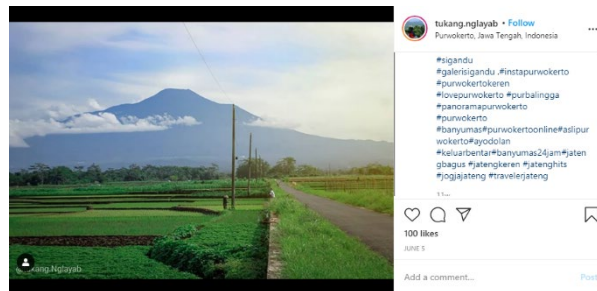 tukang.nglayab • Follow
Purwokerto, Jawa Tengah, Indonesia
#sigandu
#galerisigandu .#instapurwokerto
#purwokertokeren
#lovepurwokerto #purbalingga
#panoramapurwokerto
#purwokerto
#banyumas#purwokertoonline#aslipur
wokerto#ayodolan
#keluarbentar#banyumas24jam#jaten
gbagus #jatengkeren #jatenghits
#jogjajateng #travelerjateng
100 likes
JUNE 5
Add a comment...
Post
Tukang.Nglayab